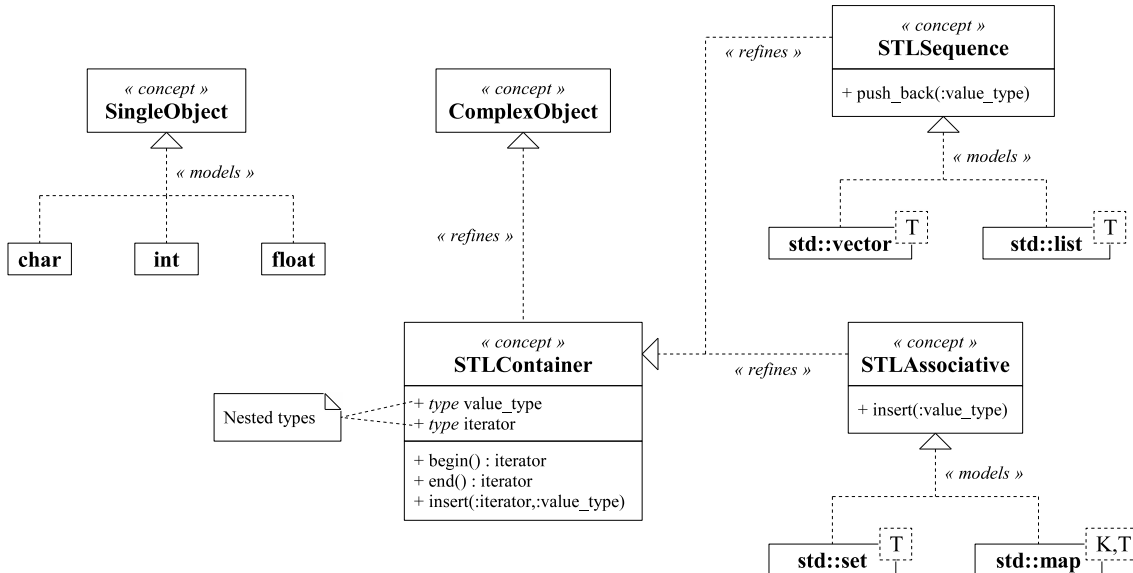 « concept »
SingleObject
« models »
char
int
float
« concept »
ComplexObject
« refines »
« concept »
STLContainer
+ type value_type
+ type iterator
+ begin() : iterator
+ end() : iterator
+ insert(:iterator,:value_type)
Nested types
« refines »
« concept »
STLSequence
+ push_back(:value_type)
« models »
T
std::vector
T
std::list
« refines »
« concept »
STLAssociative
+ insert(:value_type)
« models »
T
std::set
K,T
std::map